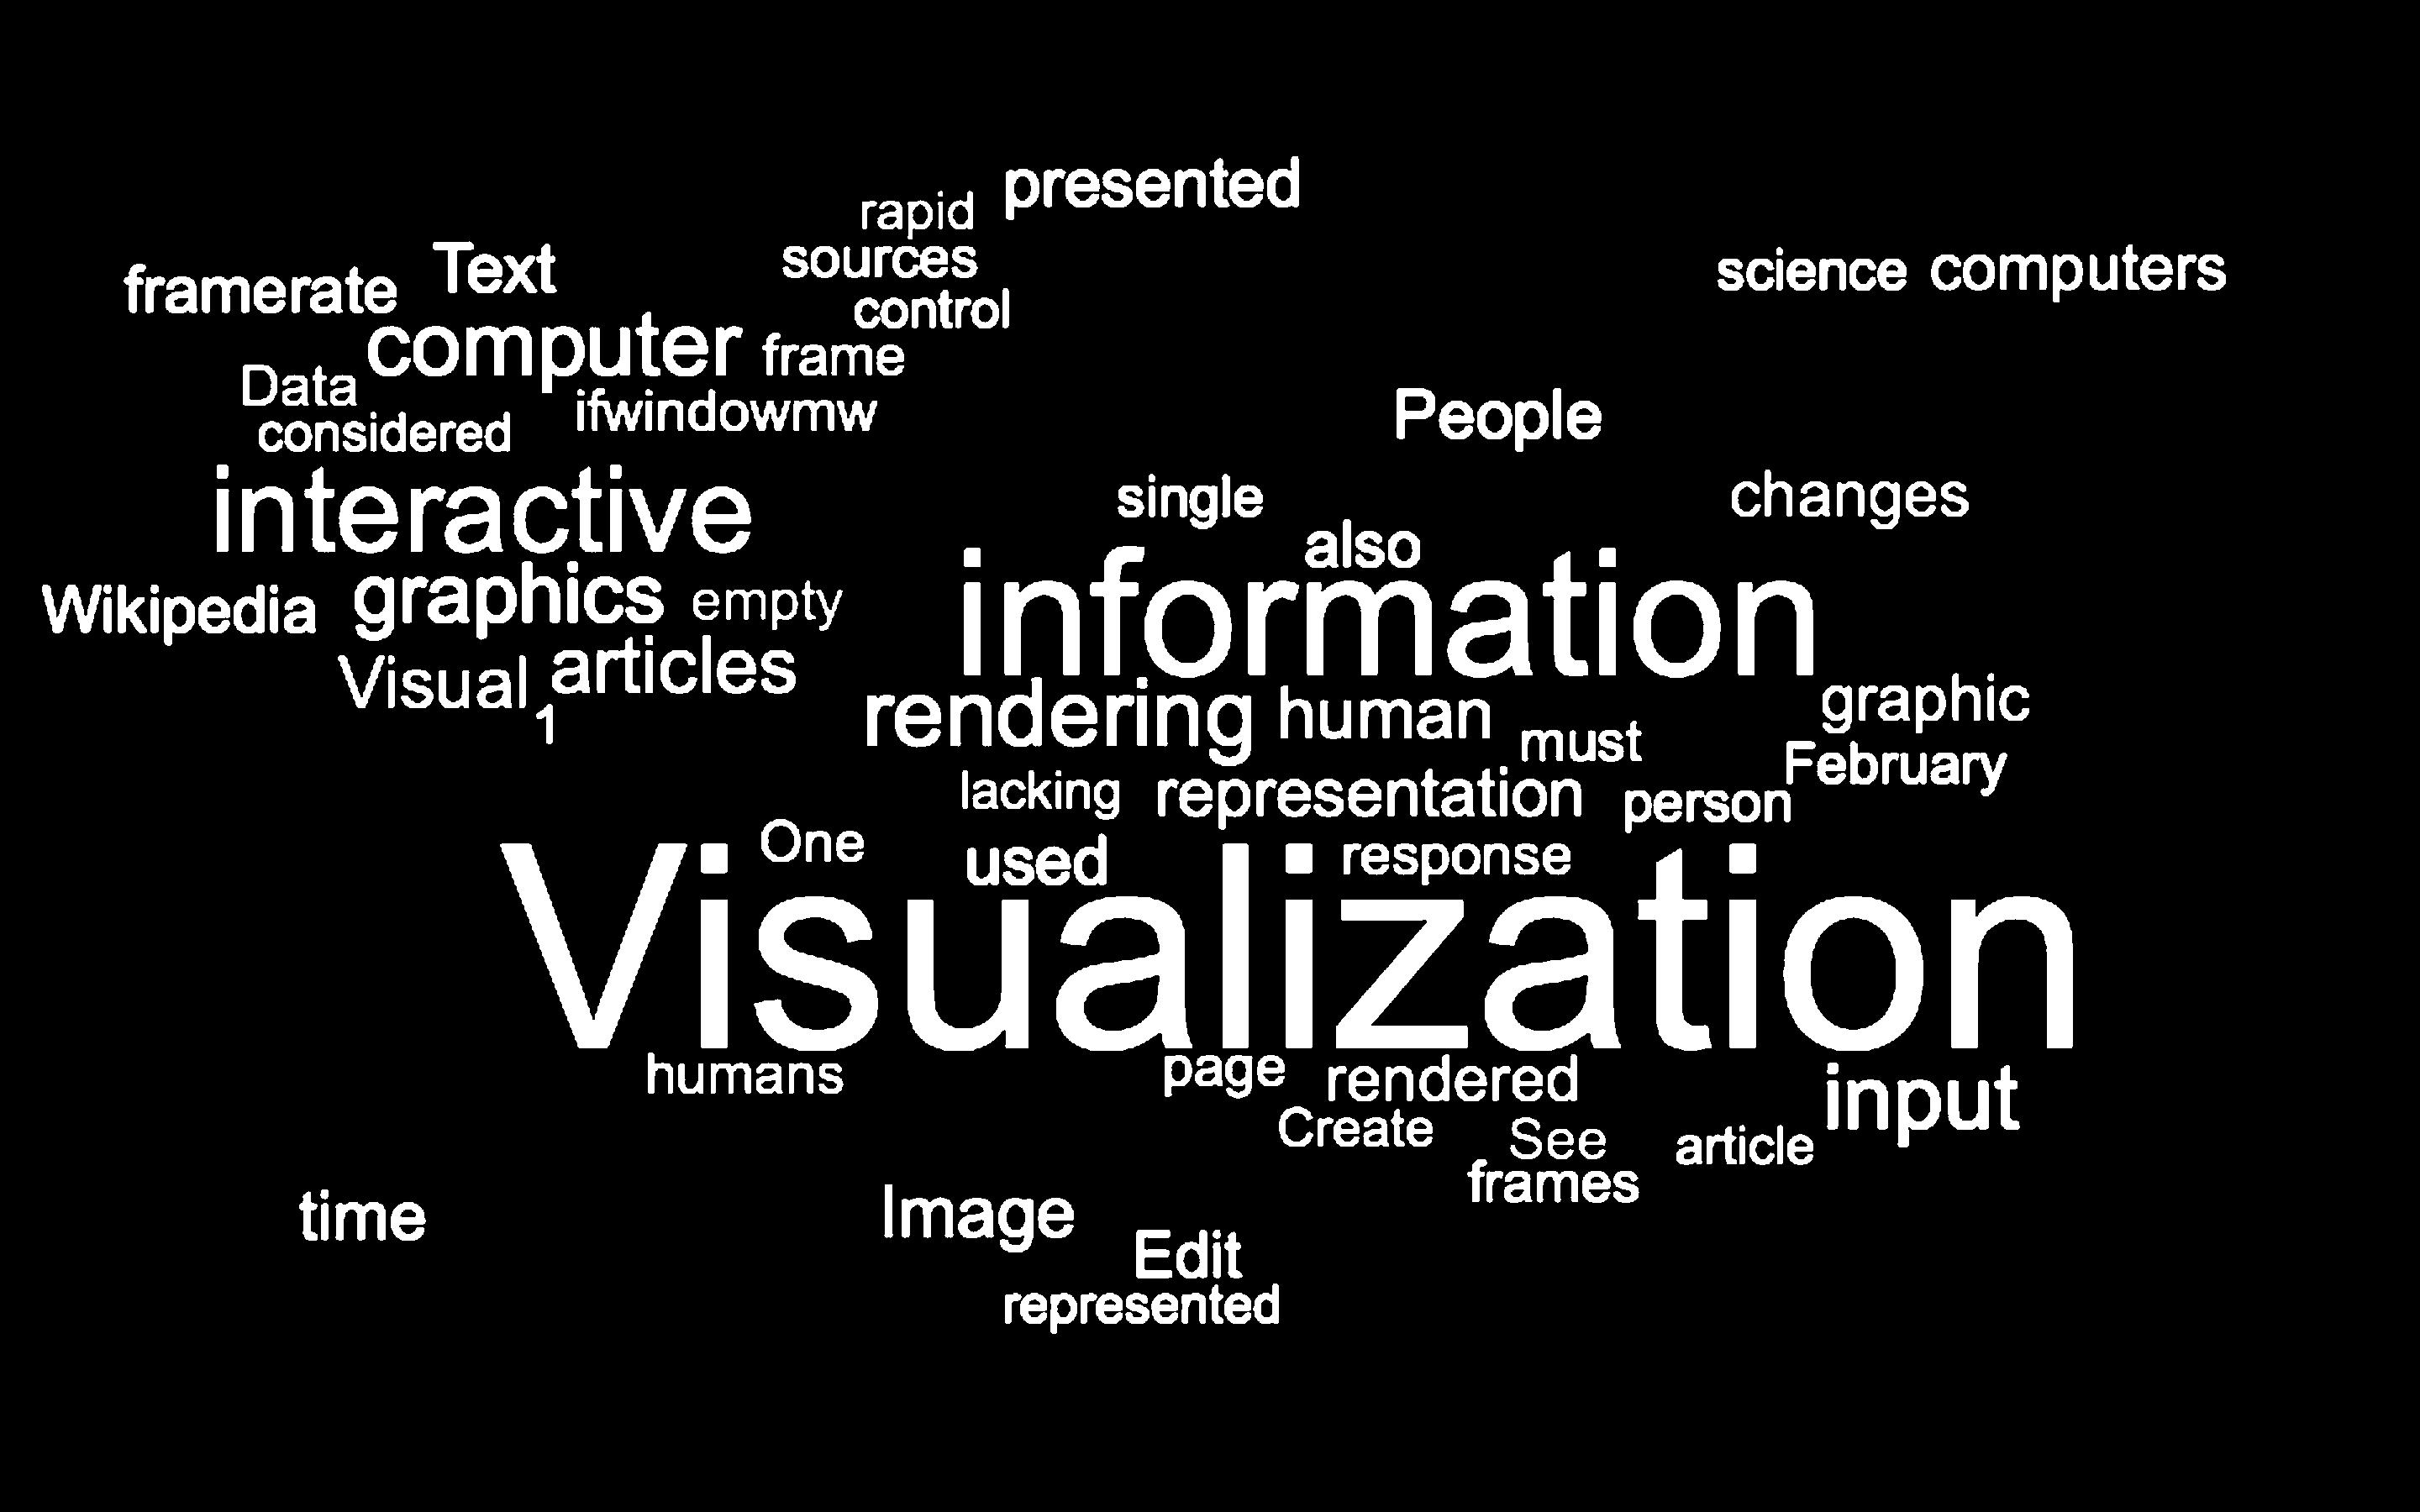 presented
rapid
sources
science computers
framerate Text
control
computer frame
Data
ifwindowmw
People
considered
interactive
single
changes
also
information
Wikipedia graphics empty
Visual articles
graphic
1
rendering human must
February
lacking representation person
One used response
Visualization
humans
page rendered
input
Create See article
frames
time
Image
Edit
represented